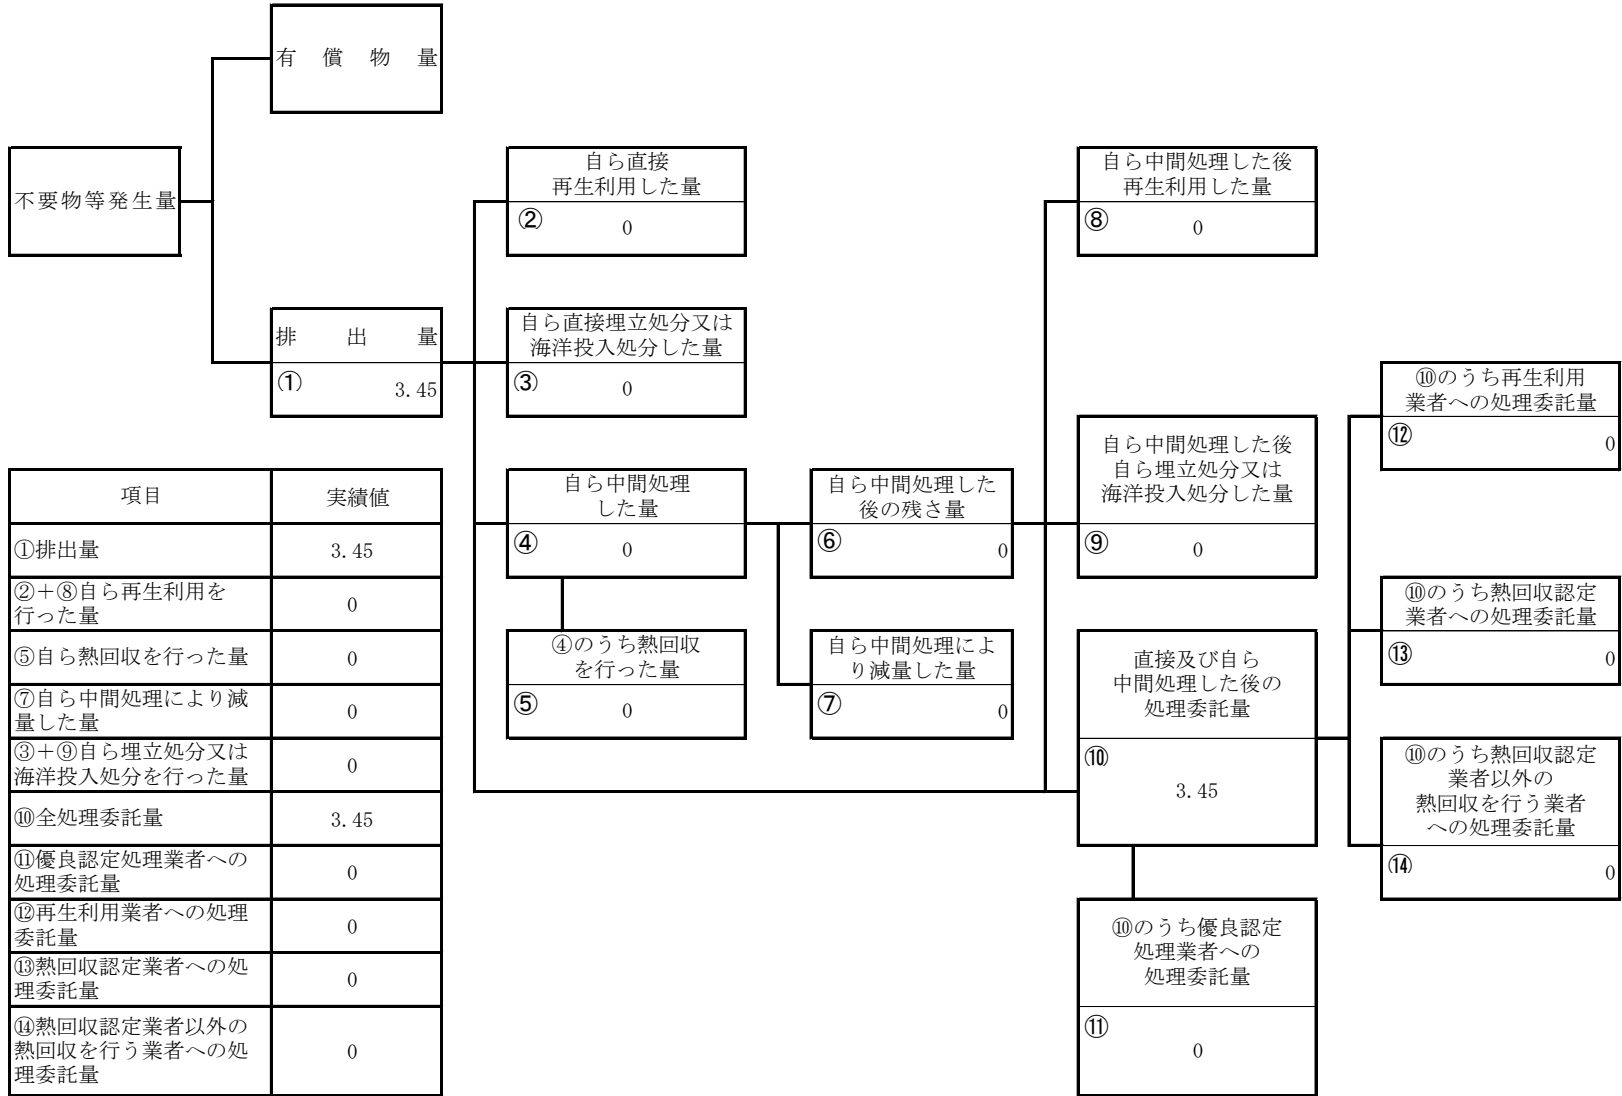 有償物量
不要物等発生量
排出量
① 3.45
自ら直接
再生利用した量
② 0
自ら直接埋立処分又は
海洋投入処分した量
③ 0
自ら中間処理
した量
④ 0
④のうち熱回収
を行った量
⑤ 0
自ら中間処理した
後の残さ量
⑥ 0
自ら中間処理によ
り減量した量
⑦ 0
自ら中間処理した後
再生利用した量
⑧ 0
自ら中間処理した後
自ら埋立処分又は
海洋投入処分した量
⑨ 0
直接及び自ら
中間処理した後の
処理委託量
⑩
3.45
⑩のうち優良認定
処理業者への
処理委託量
⑪
0
⑩のうち再生利用
業者への処理委託量
⑫ 0
⑩のうち熱回収認定
業者への処理委託量
⑬ 0
⑩のうち熱回収認定
業者以外の
熱回収を行う業者
への処理委託量
⑭ 0
項目 実績値
①排出量 3.45
②+⑧自ら再生利用を
行った量 0
⑤自ら熱回収を行った量 0
⑦自ら中間処理により減
量した量 0
③+⑨自ら埋立処分又は
海洋投入処分を行った量 0
⑩全処理委託量 3.45
⑪優良認定処理業者への
処理委託量 0
⑫再生利用業者への処理
委託量 0
⑬熱回収認定業者への処
理委託量 0
⑭熱回収認定業者以外の
熱回収を行う業者への処
理委託量 0